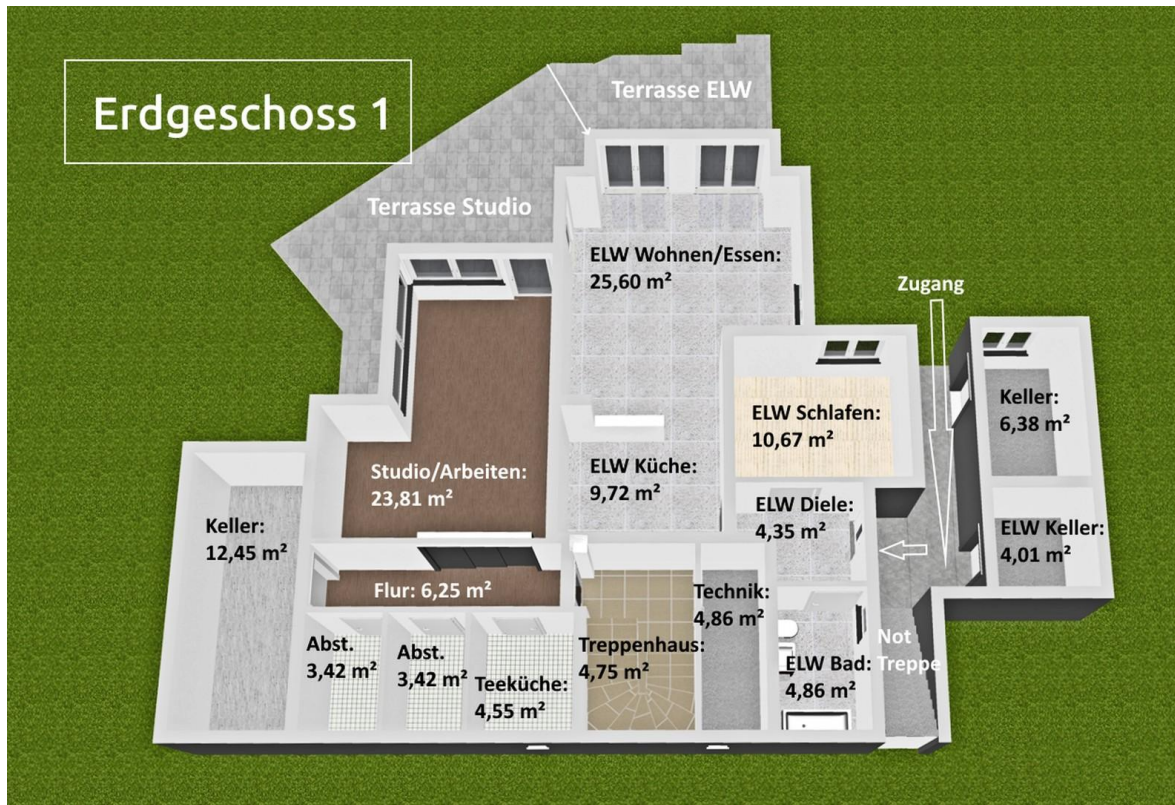 Erdgeschoss 1
Terrasse ELW
Terrasse Studio
ELW Wohnen/Essen:
25,60 m²
Zugang
ELW Schlafen:
10,67 m²
Keller:
6,38 m²
Studio/Arbeiten:
23,81 m²
ELW Küche:
9,72 m²
ELW Diele:
4,35 m²
ELW Keller:
4,01 m²
Keller:
12,45 m²
Flur: 6,25 m²
Technik:
4,86 m²
Abst.
3,42 m²
Abst.
3,42 m²
Teeküche:
4,55 m²
Treppenhaus:
4,75 m²
ELW Bad:
4,86 m²
Not
Treppe